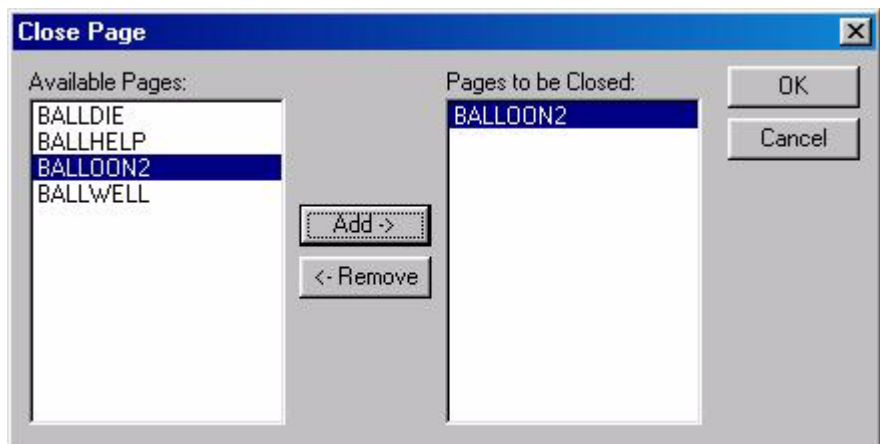 Close Page
Available Pages:
BALLDIE
BALLHELP
BALLOON2
BALLWELL
Add ->
<- Remove
Pages to be Closed:
BALLOON2
OK
Cancel